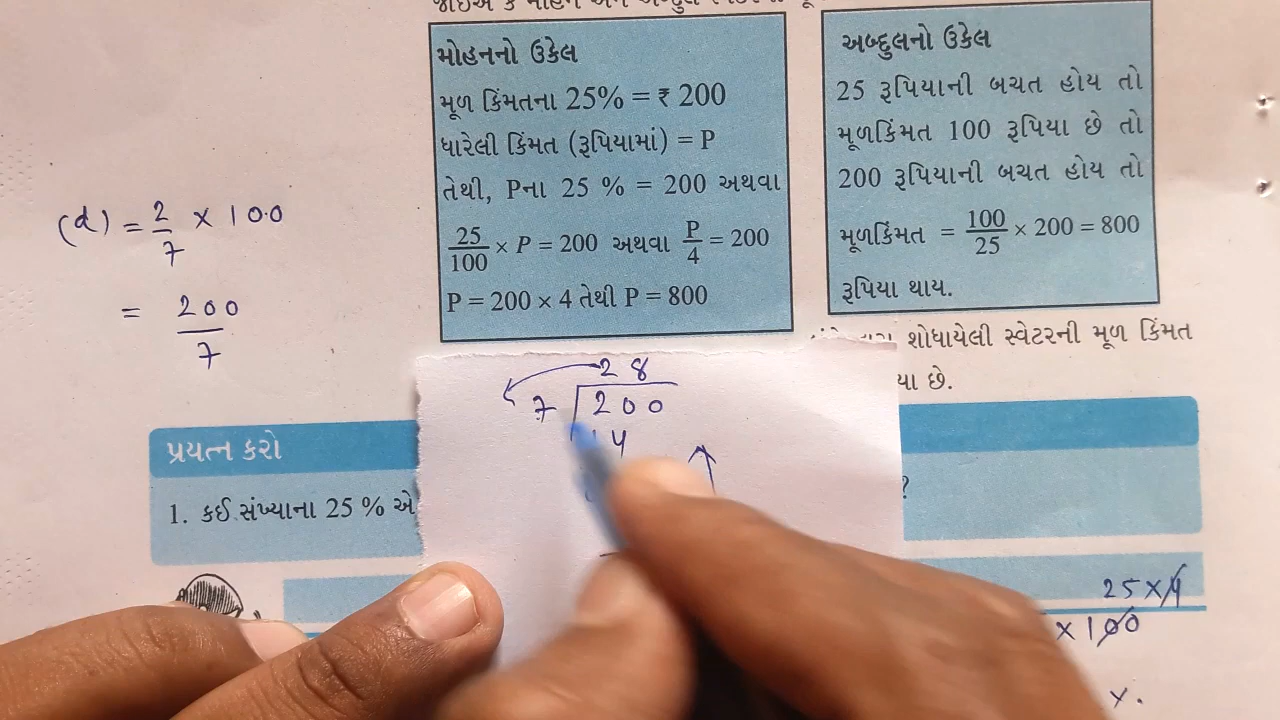 મોહનનો ઉકેલ
મૂળ કિંમતના 25% = ₹ 200
ધારેલી કિંમત (રૂપિયામાં) = P
તેથી, Pના 25 % = 200 અથવા
25/100 × P = 200 અથવા P/4 = 200
P = 200 × 4 તેથી P = 800
અબ્દુલનો ઉકેલ
25 રૂપિયાની બચત હોય તો
મૂળકિંમત 100 રૂપિયા છે તો
200 રૂપિયાની બચત હોય તો
મૂળકિંમત = 100/25 × 200 = 800
રૂપિયા થાય.
(d) = 2/7 × 100
= 200/7
શોધાયેલી સ્વેટરની મૂળ કિંમત
યા છે.
28
7 200
14
પ્રયત્ન કરો
1. કઈ સંખ્યાના 25 % એ
?
25 × 4
× 100
×.